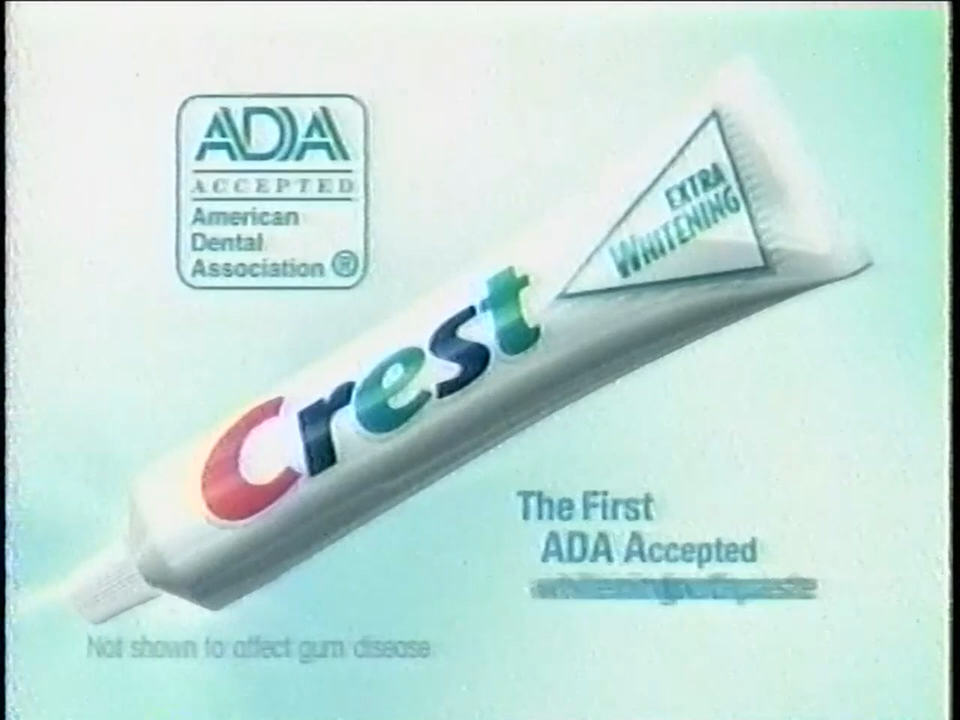 ADA
ACCEPTED
American
Dental
Association ®
EXTRA
WHITENING
Crest
The First
ADA Accepted
Not shown to affect gum disease.